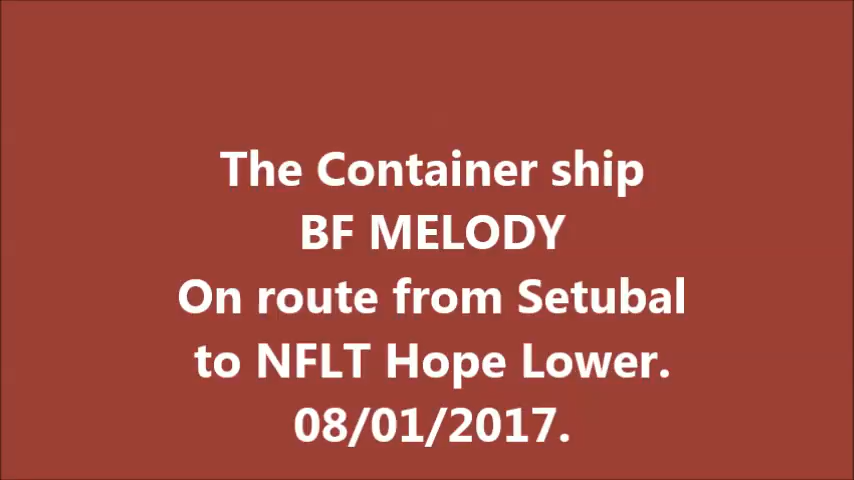 The Container ship
BF MELODY
On route from Setubal
to NFLT Hope Lower.
08/01/2017.